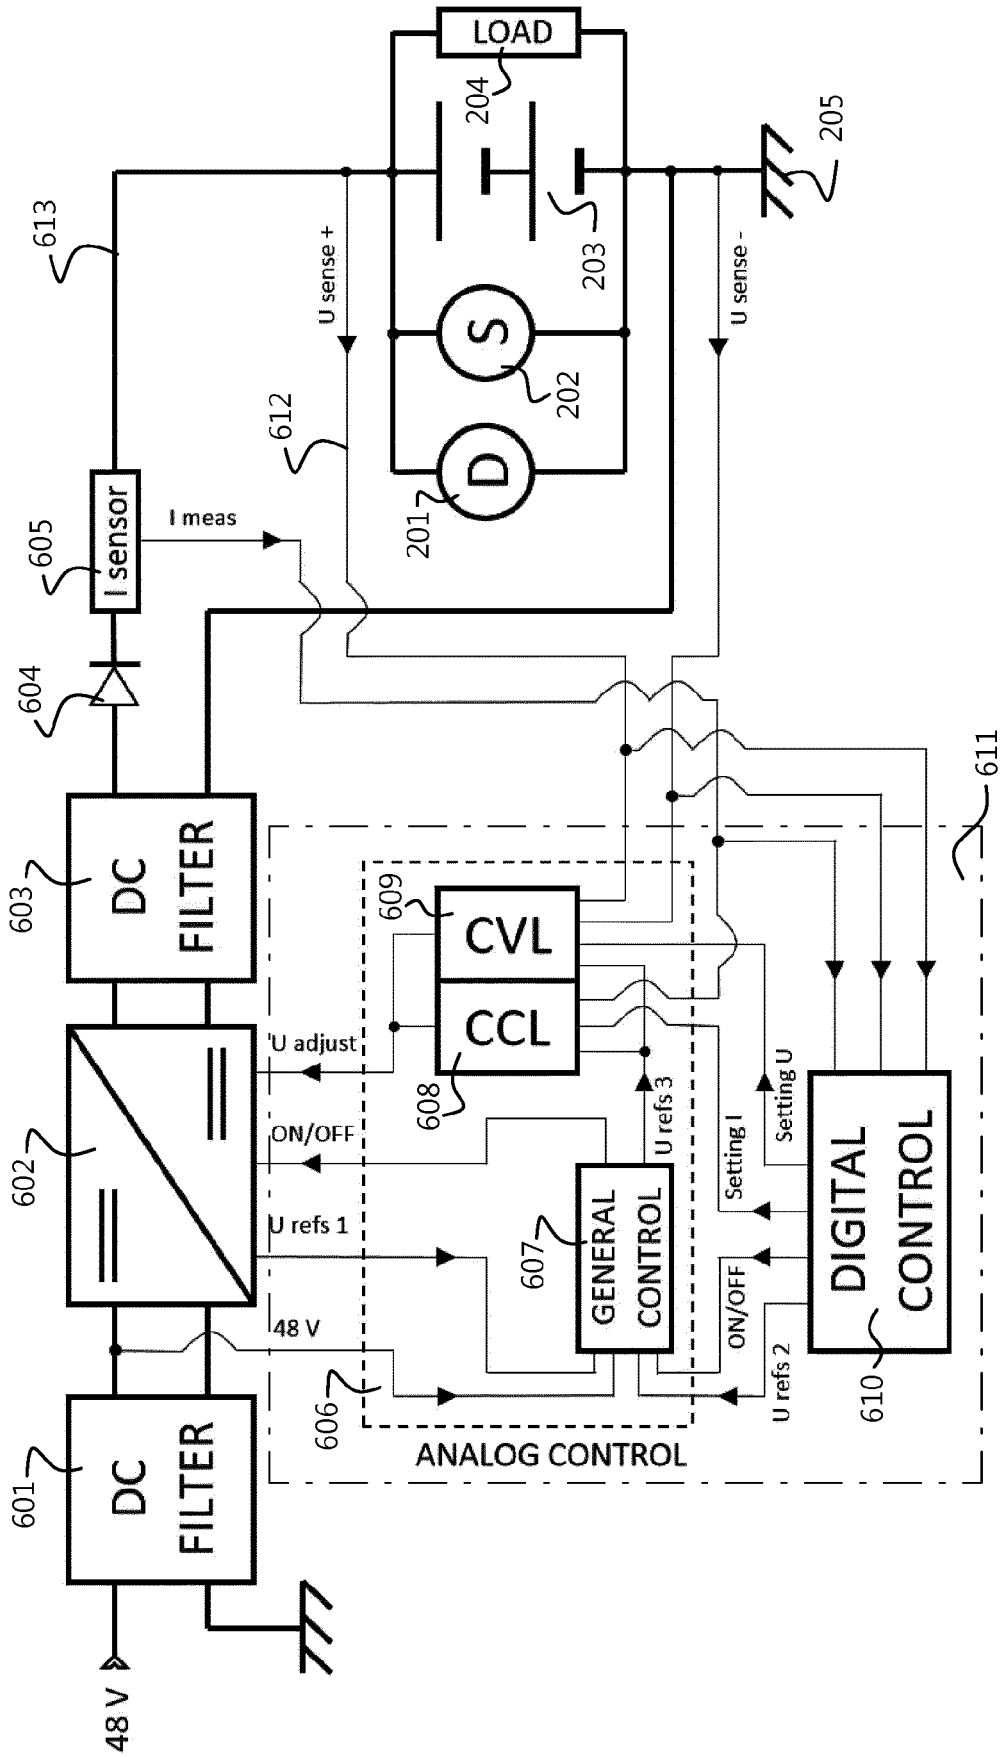 48 V
601
DC
FILTER
602
603
DC
FILTER
604
605
I sensor
613
I meas
612
U sense +
U sense -
201
D
202
S
203
204
LOAD
205
48 V
U refs 1
ON/OFF
U adjust
606
607
GENERAL
CONTROL
608
CCL
609
CVL
U refs 3
ANALOG CONTROL
U refs 2
ON/OFF
Setting I
Setting U
610
DIGITAL
CONTROL
611